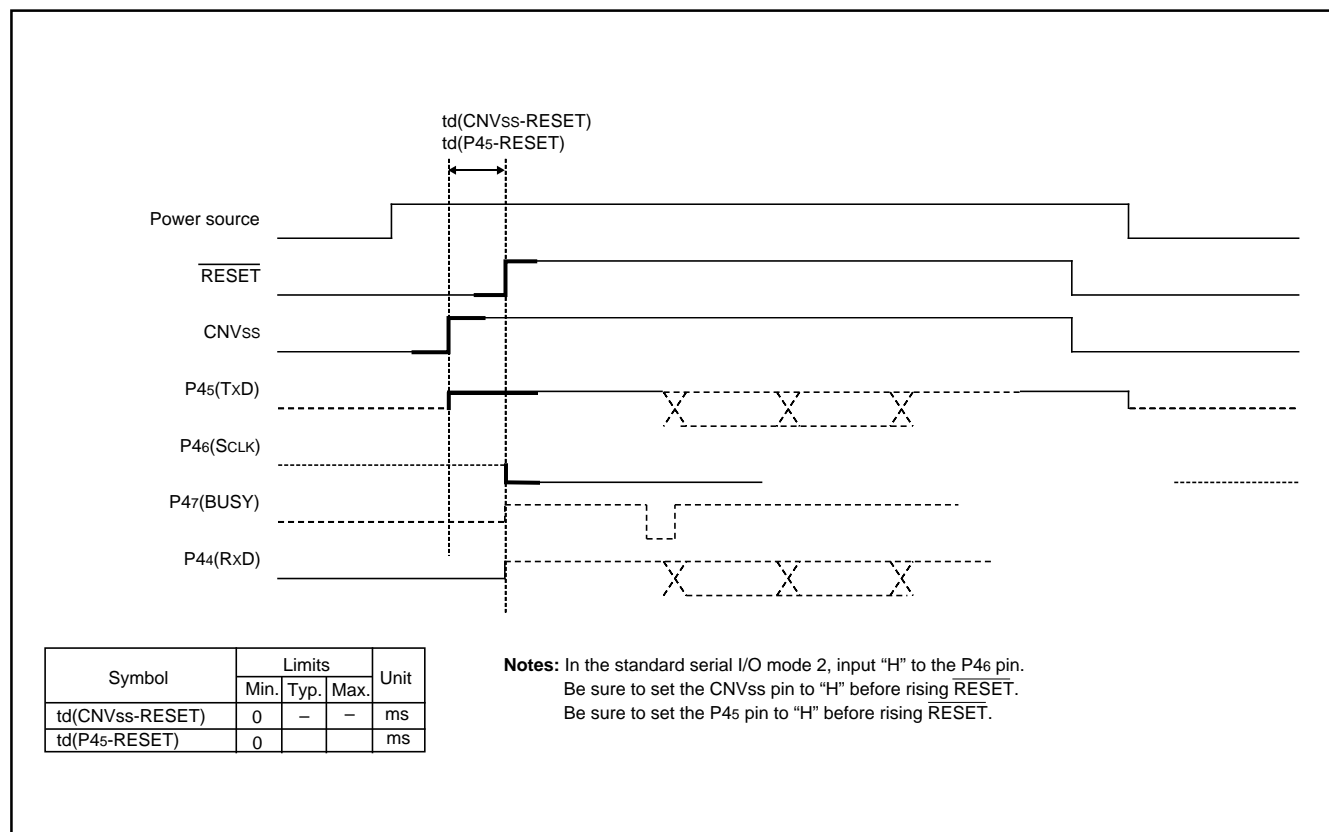 td(CNVss-RESET)
td(P45-RESET)
Power source
RESET
CNVss
P45(TxD)
P46(SCLK)
P47(BUSY)
P44(RxD)
Symbol Limits Unit
Min. Typ. Max.
td(CNVss-RESET) 0 – – ms
td(P45-RESET) 0 ms
Notes: In the standard serial I/O mode 2, input “H” to the P46 pin.
Be sure to set the CNVss pin to “H” before rising RESET.
Be sure to set the P45 pin to “H” before rising RESET.